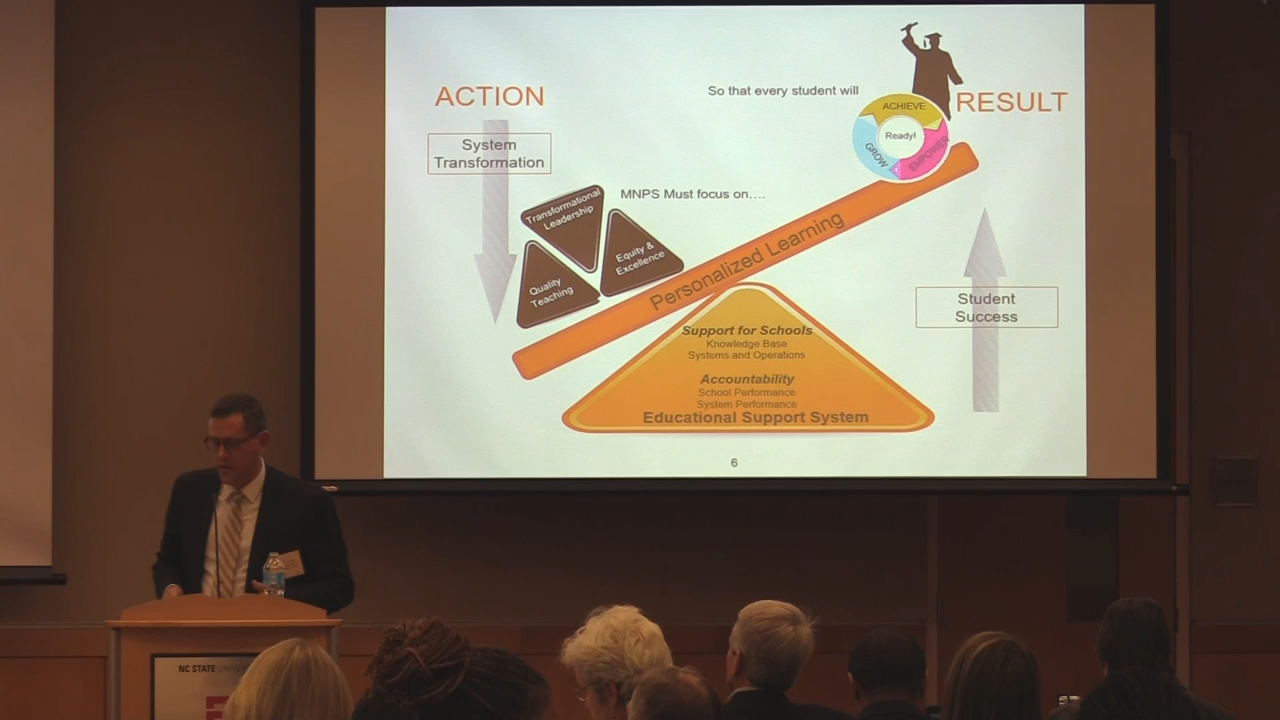 ACTION
System
Transformation
So that every student will
ACHIEVE
Ready!
GROW
EMPOWER
RESULT
MNPS Must focus on....
Transformational
Leadership
Equity &
Excellence
Quality
Teaching
Personalized Learning
Student
Success
Support for Schools
Knowledge Base
Systems and Operations
Accountability
School Performance
System Performance
Educational Support System
6
NC STATE